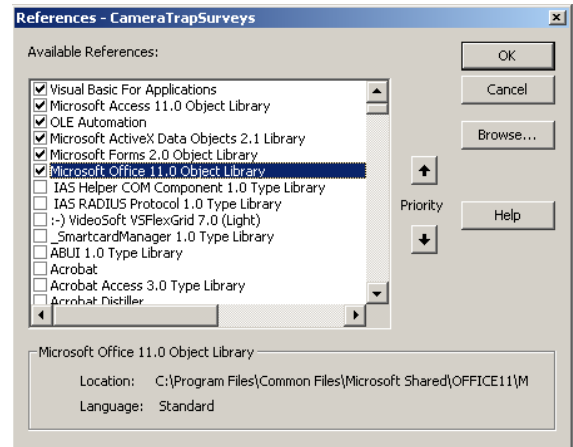 References - CameraTrapSurveys
Available References:
OK
Cancel
Browse...
Help
Priority
Visual Basic For Applications
Microsoft Access 11.0 Object Library
OLE Automation
Microsoft ActiveX Data Objects 2.1 Library
Microsoft Forms 2.0 Object Library
Microsoft Office 11.0 Object Library
IAS Helper COM Component 1.0 Type Library
IAS RADIUS Protocol 1.0 Type Library
:-) VideoSoft VSFlexGrid 7.0 (Light)
_SmartcardManager 1.0 Type Library
ABUI 1.0 Type Library
Acrobat
Acrobat Access 3.0 Type Library
Acrobat Distiller
Microsoft Office 11.0 Object Library
Location: C:\Program Files\Common Files\Microsoft Shared\OFFICE11\M
Language: Standard